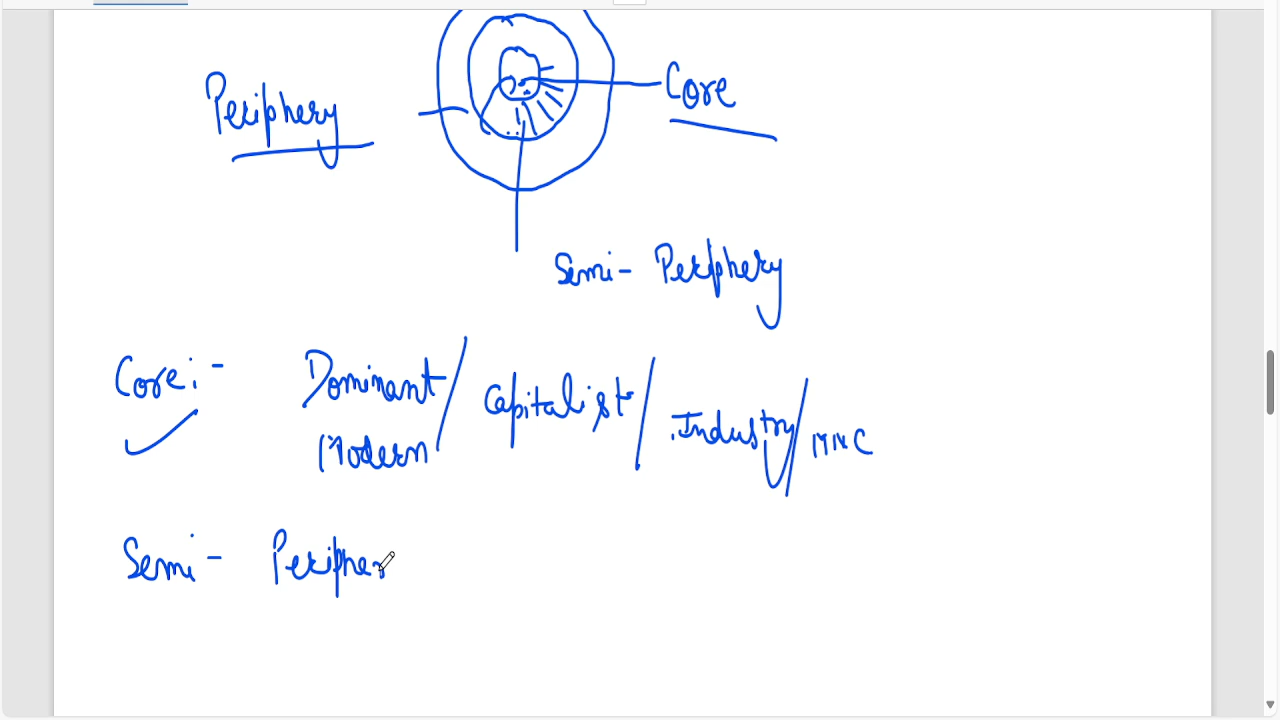 Core
Periphery
Semi- Periphery
Core:- Dominant/ Capitalist/ Industry/ MNC
Modern
Semi- Peripher